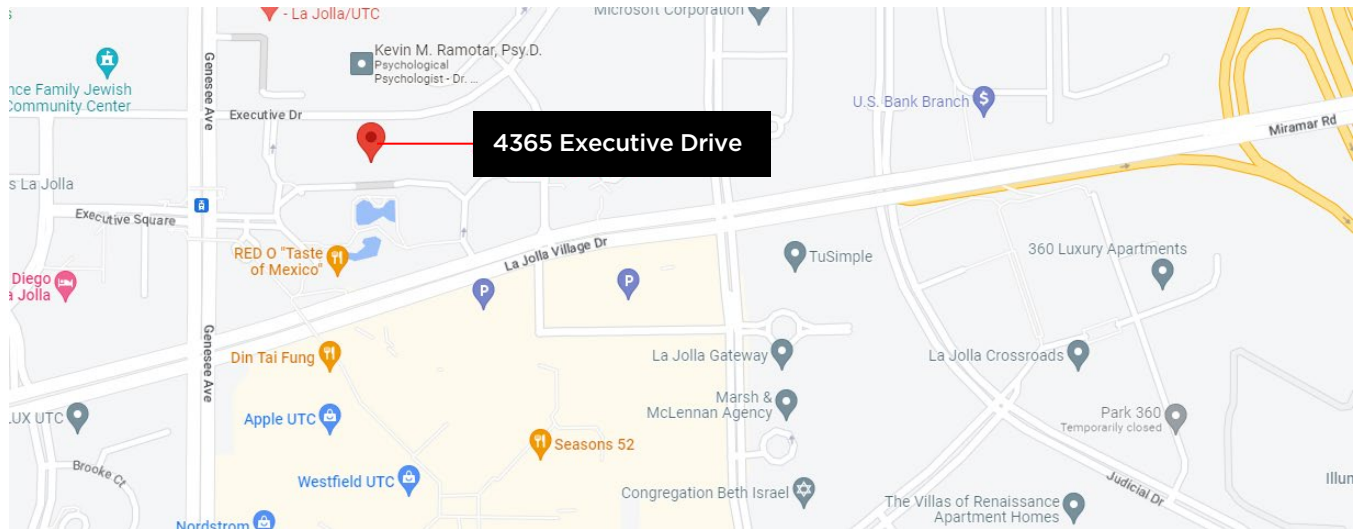 - La Jolla/UTC
Microsoft Corporation
Kevin M. Ramotar, Psy.D.
Psychological
Psychologist - Dr. ...
nce Family Jewish
Community Center
Genesee Ave
Executive Dr
U.S. Bank Branch
Miramar Rd
4365 Executive Drive
s La Jolla
Executive Square
RED O "Taste
of Mexico"
La Jolla Village Dr
TuSimple
360 Luxury Apartments
Diego
a Jolla
P
P
Genesee Ave
Din Tai Fung
La Jolla Gateway
La Jolla Crossroads
Apple UTC
Marsh &
McLennan Agency
Park 360
Temporarily closed
LUX UTC
Seasons 52
Brooke Ct
Westfield UTC
Congregation Beth Israel
Judicial Dr
The Villas of Renaissance
Apartment Homes
Illun
Nordstrom